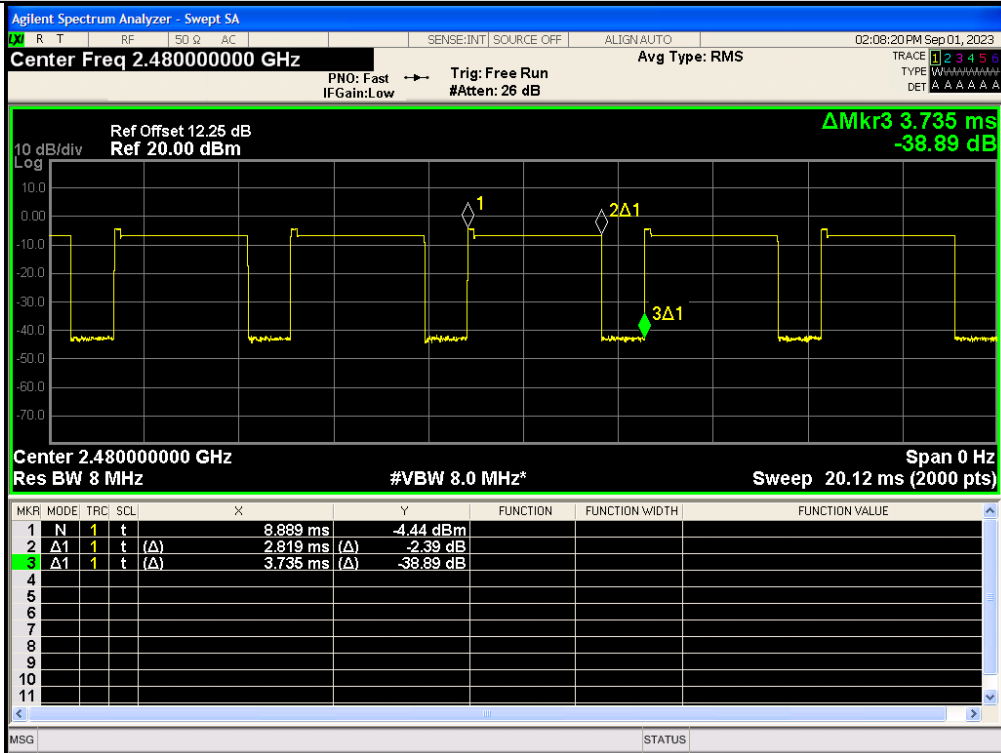 Agilent Spectrum Analyzer - Swept SA
LXI R T RF 50 Ω AC SENSE:INT SOURCE OFF ALIGN AUTO 02:08:20 PM Sep 01, 2023
Center Freq 2.480000000 GHz Avg Type: RMS TRACE 1 2 3 4 5 6
PNO: Fast Trig: Free Run TYPE W
IFGain:Low #Atten: 26 dB DET A A A A A A
ΔMkr3 3.735 ms
-38.89 dB
Ref Offset 12.25 dB
10 dB/div Ref 20.00 dBm
Log
10.0
0.00
-10.0
-20.0
-30.0
-40.0
-50.0
-60.0
-70.0
1
2Δ1
3Δ1
Center 2.480000000 GHz Span 0 Hz
Res BW 8 MHz #VBW 8.0 MHz* Sweep 20.12 ms (2000 pts)
MKR MODE TRC SCL X Y FUNCTION FUNCTION WIDTH FUNCTION VALUE
1 N 1 t 8.889 ms -4.44 dBm
2 Δ1 1 t (Δ) 2.819 ms (Δ) -2.39 dB
3 Δ1 1 t (Δ) 3.735 ms (Δ) -38.89 dB
4
5
6
7
8
9
10
11
MSG STATUS